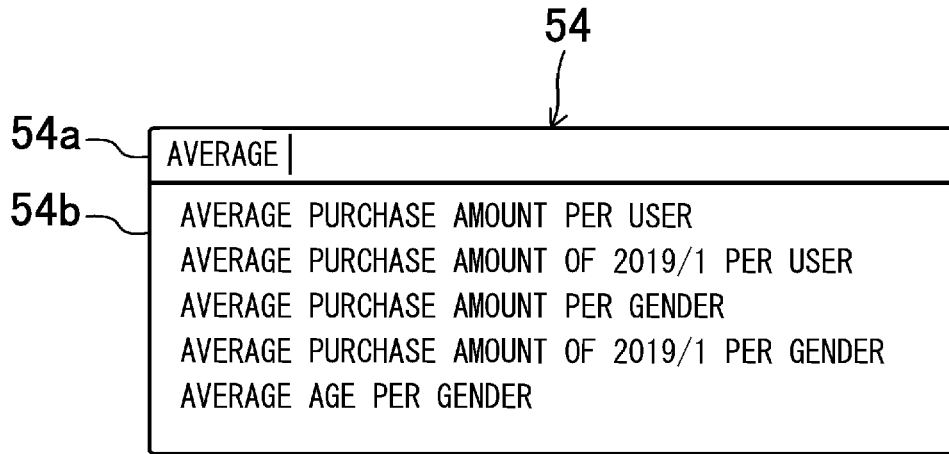 54
54a
AVERAGE
54b
AVERAGE PURCHASE AMOUNT PER USER
AVERAGE PURCHASE AMOUNT OF 2019/1 PER USER
AVERAGE PURCHASE AMOUNT PER GENDER
AVERAGE PURCHASE AMOUNT OF 2019/1 PER GENDER
AVERAGE AGE PER GENDER